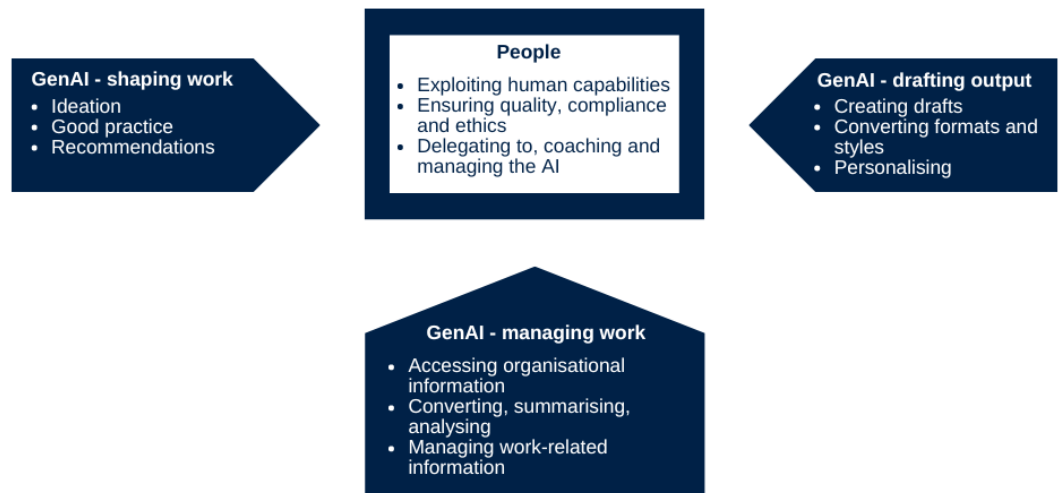 GenAI - shaping work
• Ideation
• Good practice
• Recommendations
People
• Exploiting human capabilities
• Ensuring quality, compliance
and ethics
• Delegating to, coaching and
managing the AI
GenAI - drafting output
• Creating drafts
• Converting formats and
styles
• Personalising
GenAI - managing work
• Accessing organisational
information
• Converting, summarising,
analysing
• Managing work-related
information